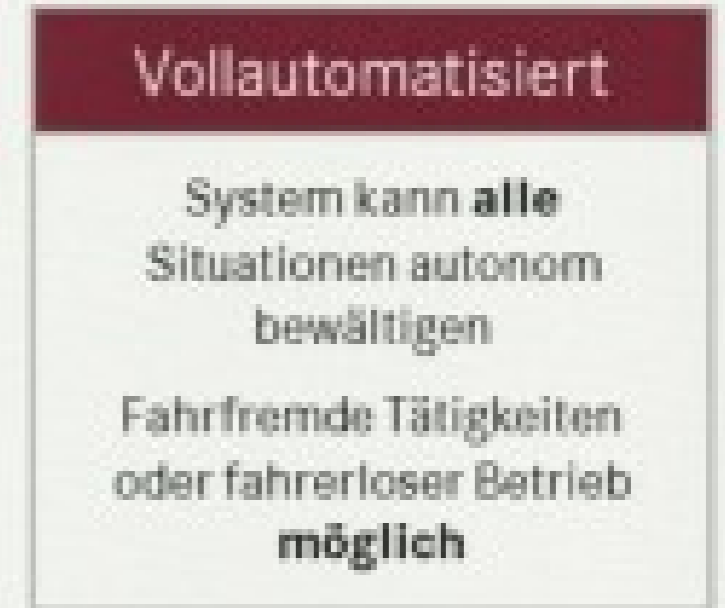 Vollautomatisiert
System kann alle
Situationen autonom
bewältigen
Fahrfremde Tätigkeiten
oder fahrerloser Betrieb
möglich